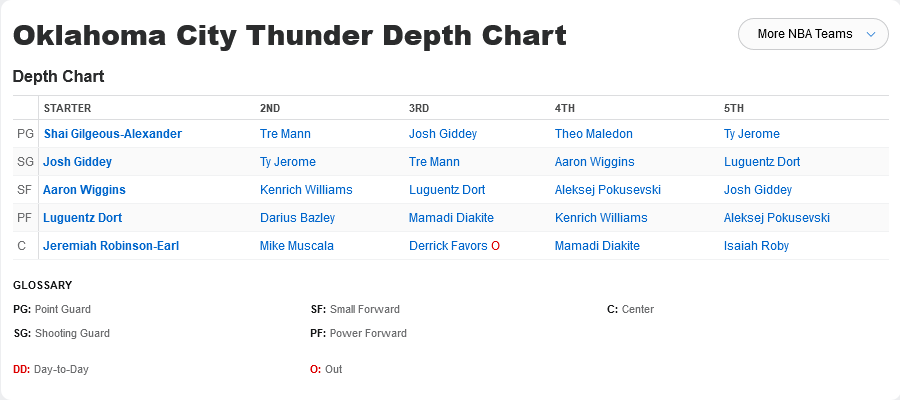 Oklahoma City Thunder Depth Chart
More NBA Teams
Depth Chart
STARTER 2ND 3RD 4TH 5TH
PG Shai Gilgeous-Alexander Tre Mann Josh Giddey Theo Maledon Ty Jerome
SG Josh Giddey Ty Jerome Tre Mann Aaron Wiggins Luguentz Dort
SF Aaron Wiggins Kenrich Williams Luguentz Dort Aleksej Pokusevski Josh Giddey
PF Luguentz Dort Darius Bazley Mamadi Diakite Kenrich Williams Aleksej Pokusevski
C Jeremiah Robinson-Earl Mike Muscala Derrick Favors O Mamadi Diakite Isaiah Roby
GLOSSARY
PG: Point Guard SF: Small Forward C: Center
SG: Shooting Guard PF: Power Forward
DD: Day-to-Day O: Out